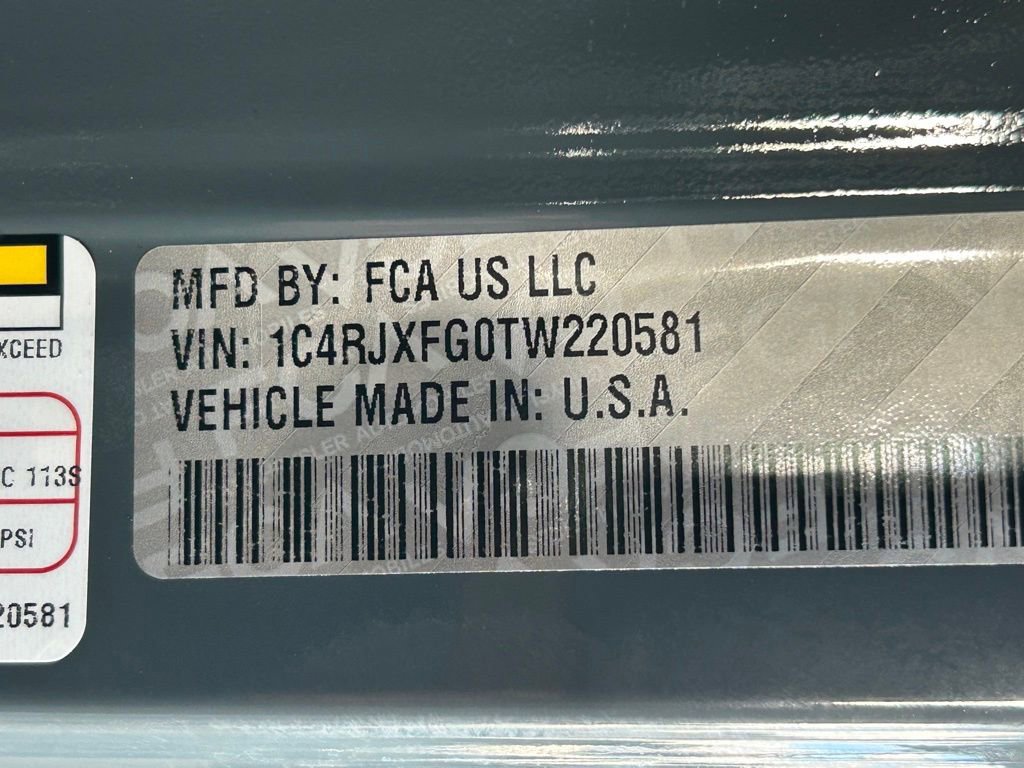 MFD BY: FCA US LLC
VIN: 1C4RJXFG0TW220581
VEHICLE MADE IN: U.S.A.
XCEED
C 113S
PSI
20581